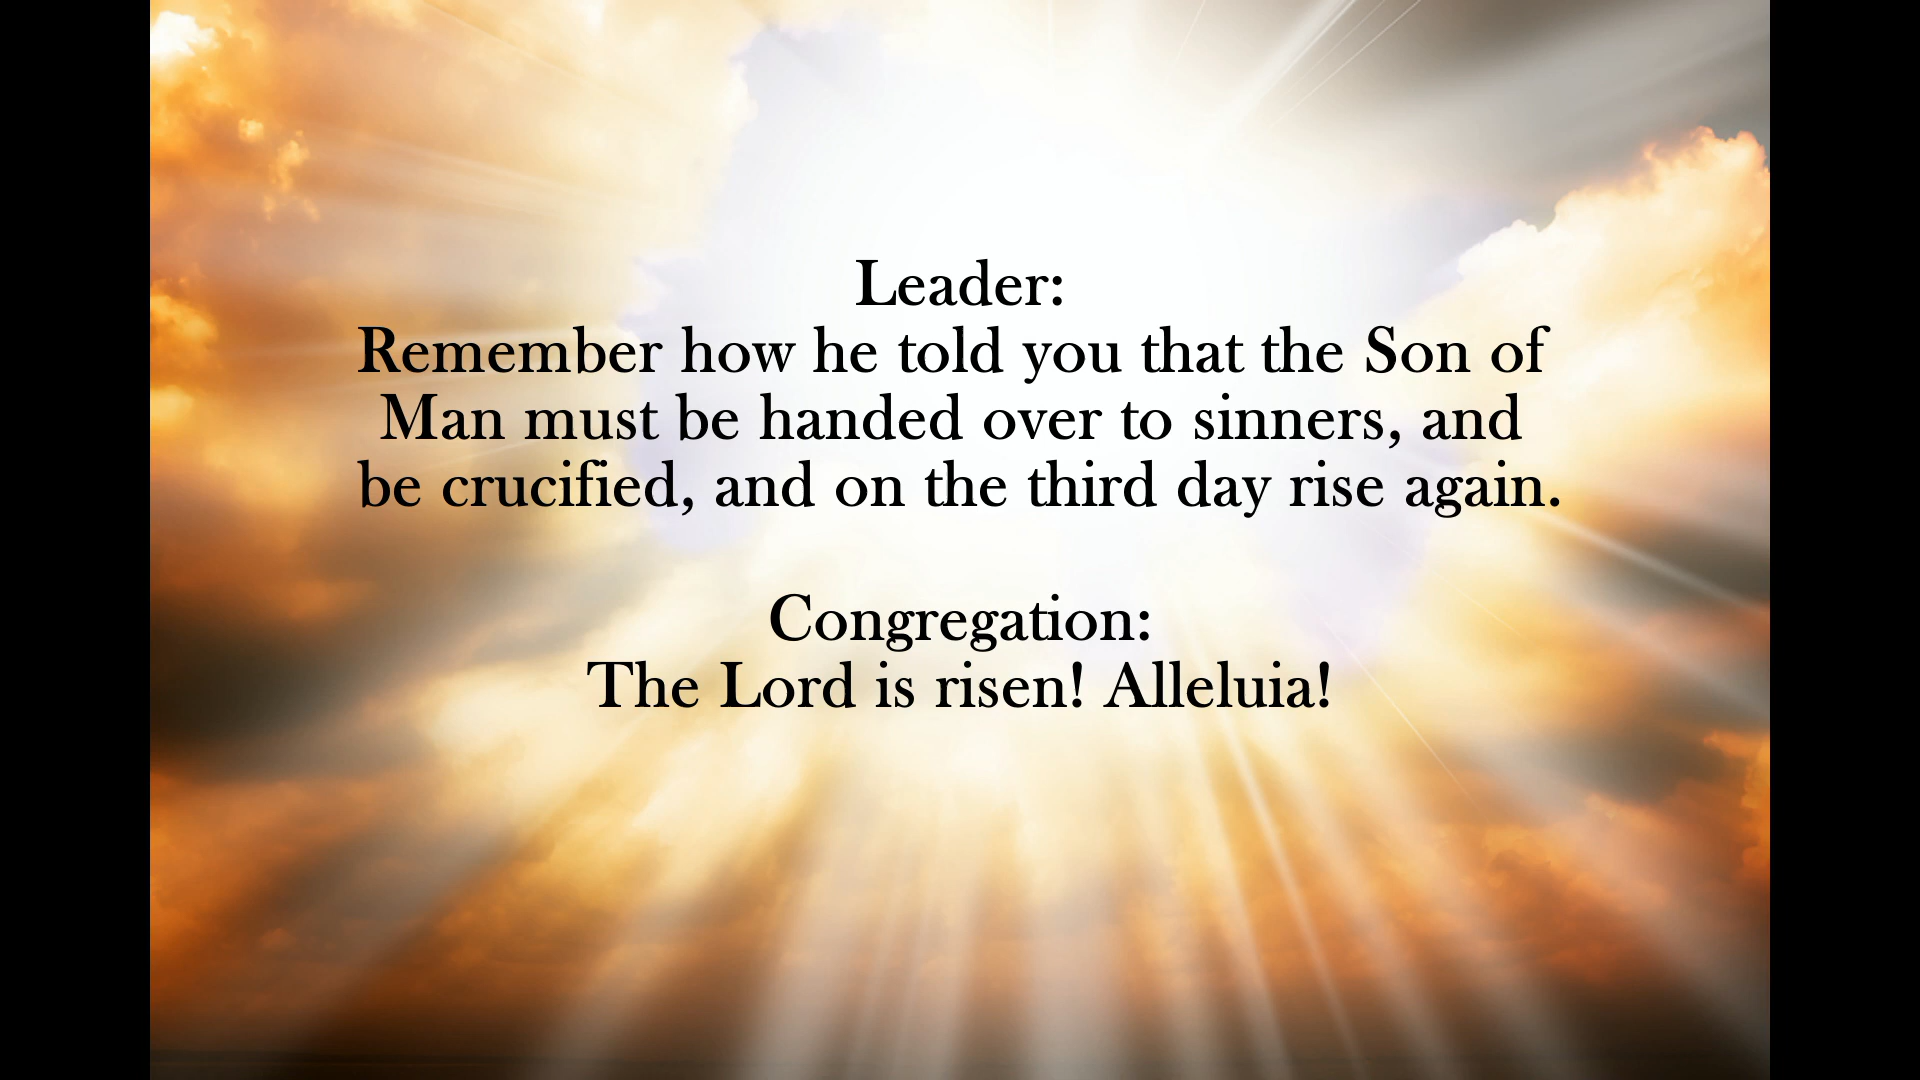 Leader:
Remember how he told you that the Son of
Man must be handed over to sinners, and
be crucified, and on the third day rise again.
Congregation:
The Lord is risen! Alleluia!